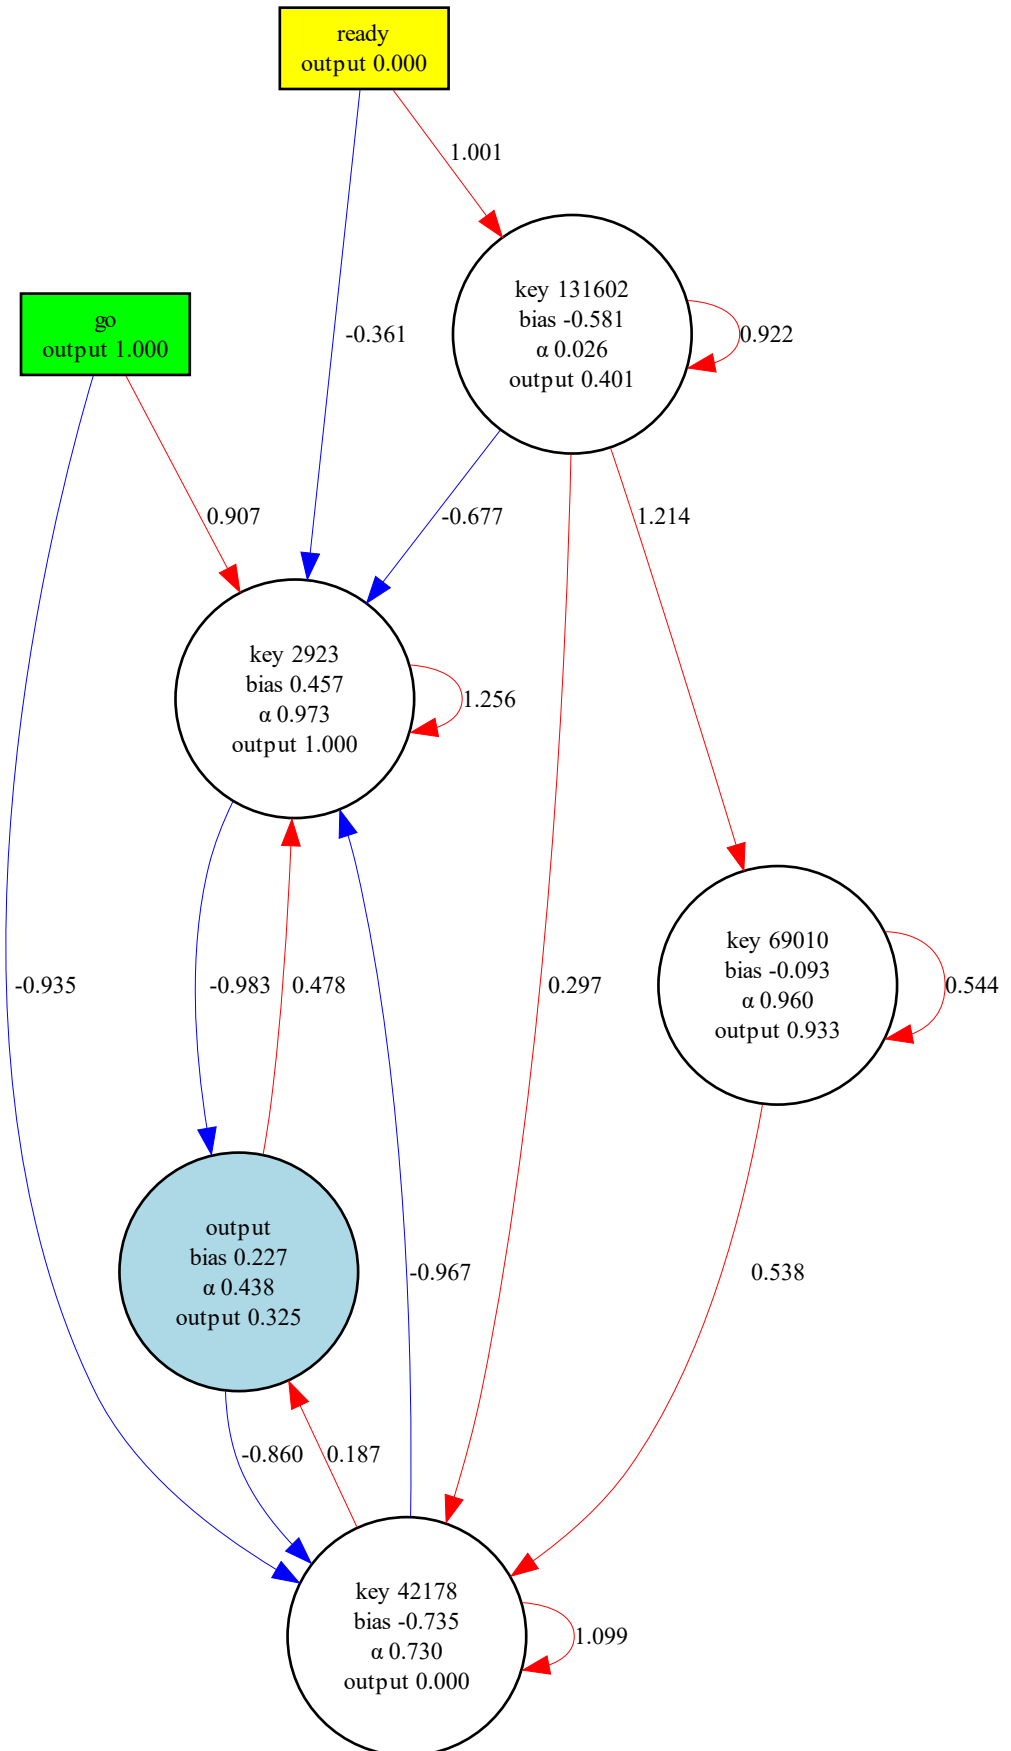 ready
output 0.000
1.001
key 131602
bias -0.581
α 0.026
output 0.401
0.922
go
output 1.000
-0.361
0.907
-0.677
1.214
key 2923
bias 0.457
α 0.973
output 1.000
1.256
key 69010
bias -0.093
α 0.960
output 0.933
0.544
-0.935
-0.983
0.478
0.297
output
bias 0.227
α 0.438
output 0.325
-0.967
0.538
-0.860
0.187
key 42178
bias -0.735
α 0.730
output 0.000
1.099